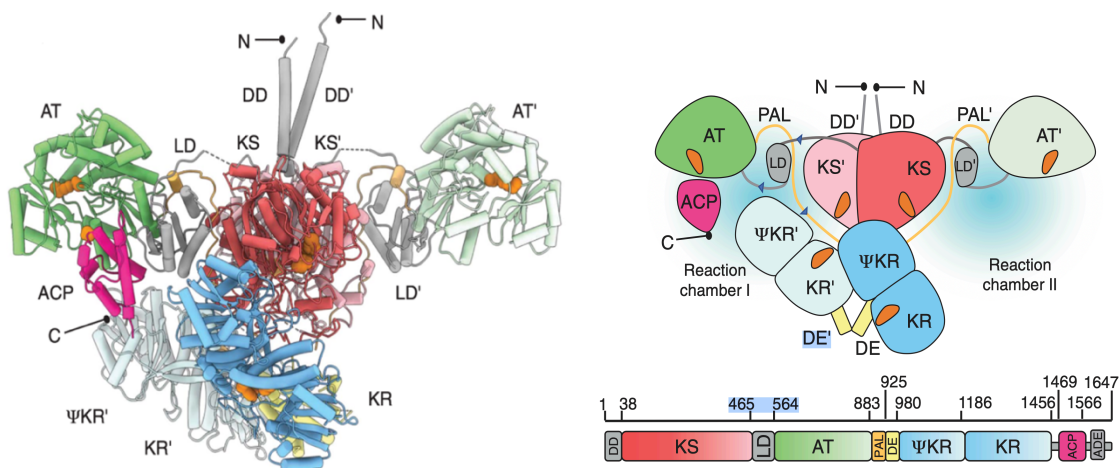 N
N
DD
DD'
AT
AT'
LD
KS
KS'
ACP
LD'
C
ΨKR'
KR'
KR
N
N
PAL
DD'
DD
PAL'
AT
AT'
LD
KS'
KS
LD'
ACP
C
ΨKR'
ΨKR
Reaction
chamber I
Reaction
chamber II
KR'
KR
DE'
DE
925
1469
1647
1
38
465
564
883
980
1186
1456
1566
DD
KS
LD
AT
PAL
DE
ΨKR
KR
ACP
ADE